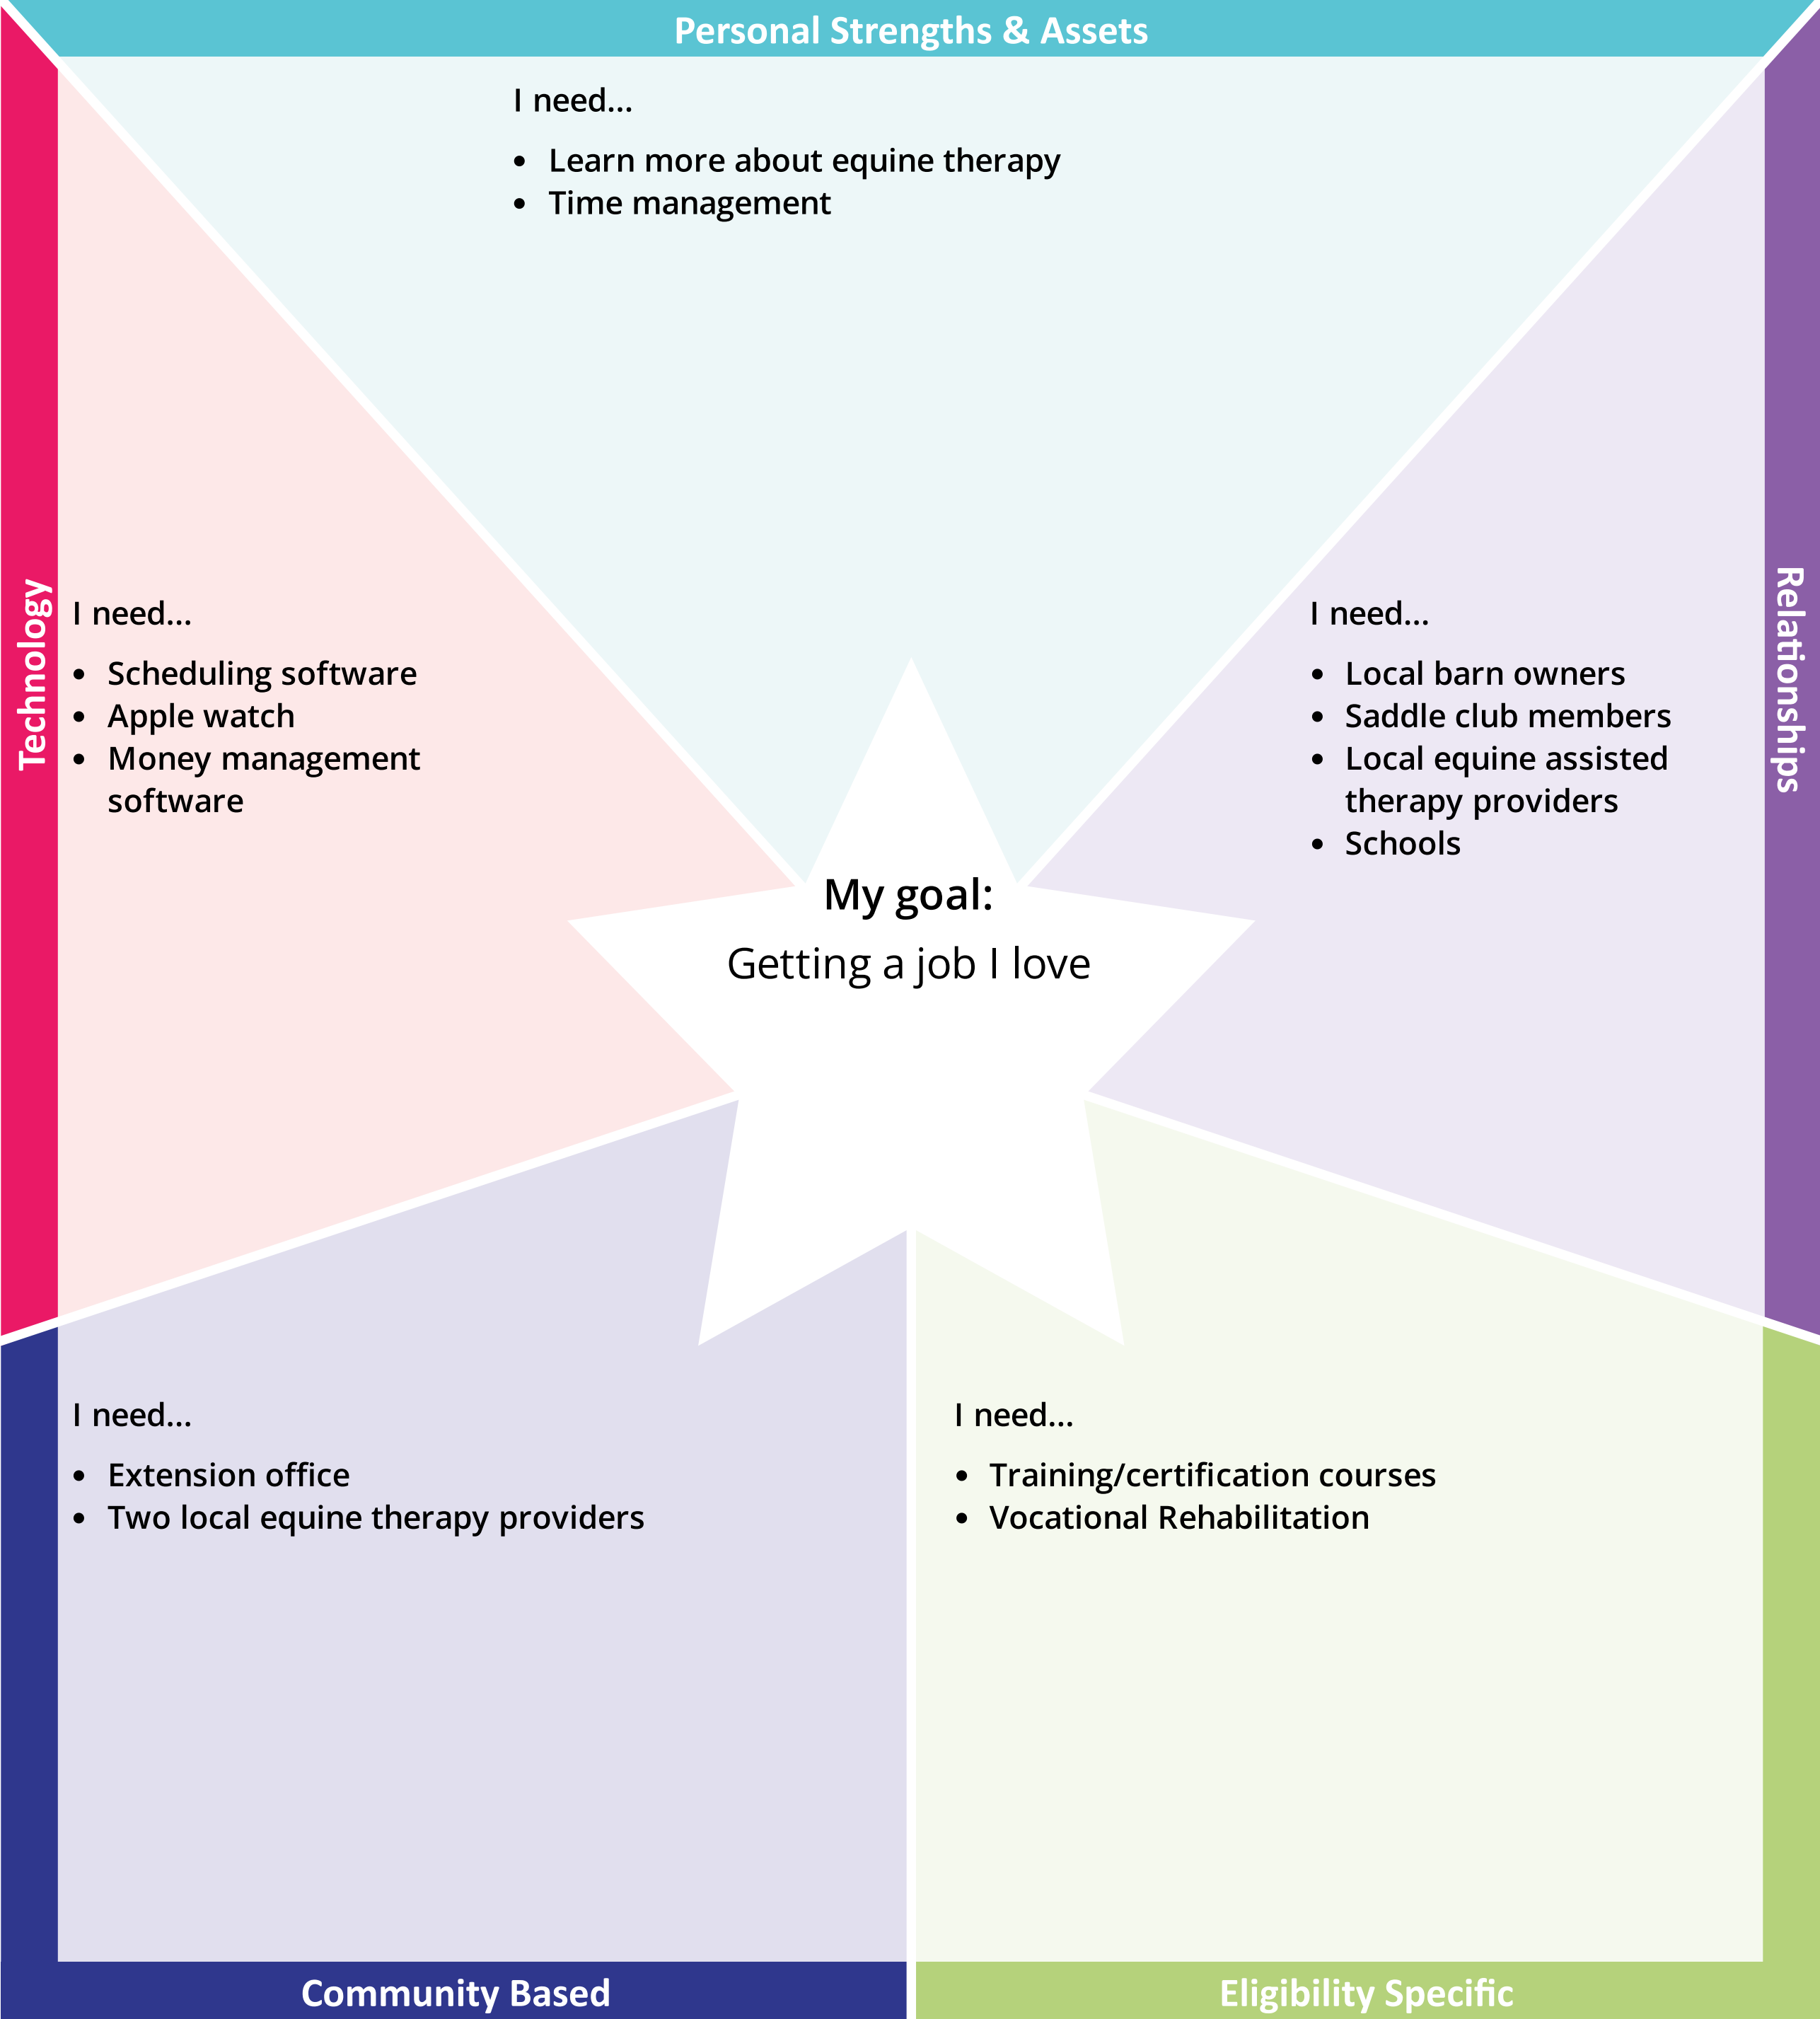 Personal Strengths & Assets
I need...
• Learn more about equine therapy
• Time management
Technology
I need...
• Scheduling software
• Apple watch
• Money management
software
Relationships
I need...
• Local barn owners
• Saddle club members
• Local equine assisted
therapy providers
• Schools
My goal:
Getting a job I love
I need...
• Extension office
• Two local equine therapy providers
Community Based
I need...
• Training/certification courses
• Vocational Rehabilitation
Eligibility Specific